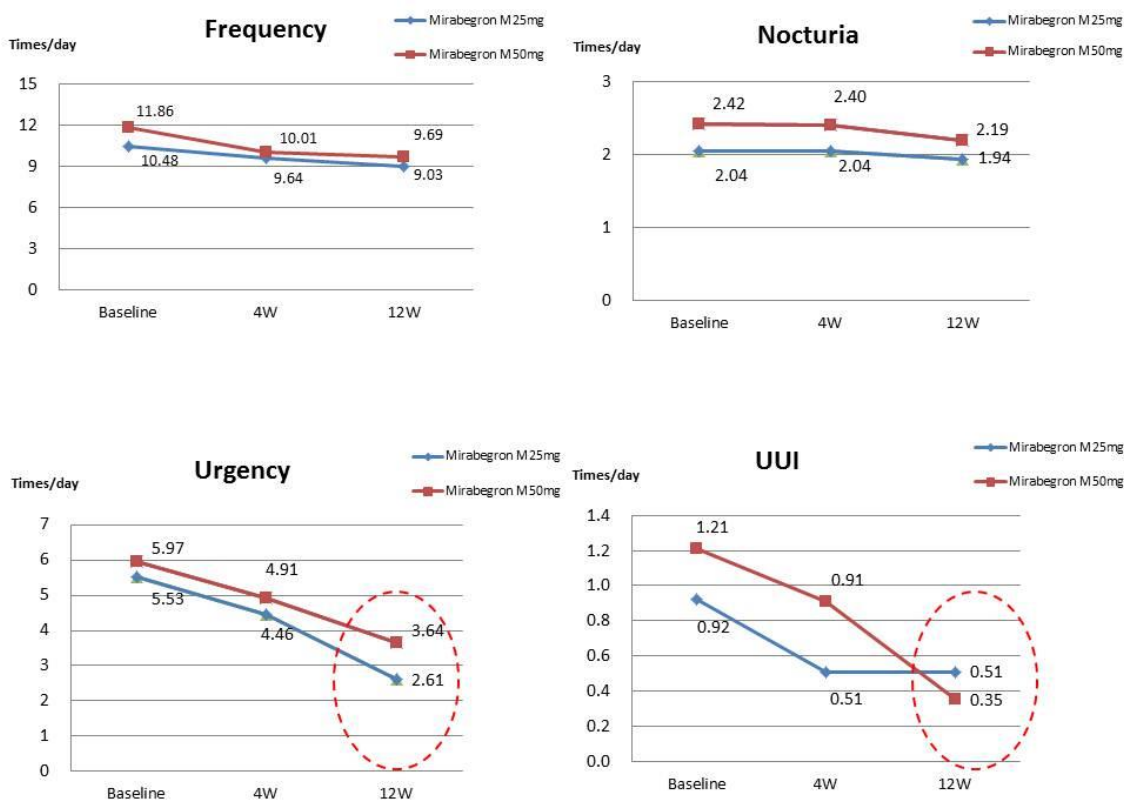 Frequency
Times/day
Mirabegron M25mg
Mirabegron M50mg
15
12
9
6
3
0
11.86
10.01
9.69
10.48
9.64
9.03
Baseline 4W 12W
Nocturia
Times/day
Mirabegron M25mg
Mirabegron M50mg
3
2
1
0
2.42
2.40
2.19
2.04
2.04
1.94
Baseline 4W 12W
Urgency
Times/day
Mirabegron M25mg
Mirabegron M50mg
7
6
5
4
3
2
1
0
5.97
4.91
3.64
5.53
4.46
2.61
Baseline 4W 12W
UUI
Times/day
Mirabegron M25mg
Mirabegron M50mg
1.4
1.2
1.0
0.8
0.6
0.4
0.2
0.0
1.21
0.91
0.92
0.51
0.51
0.35
Baseline 4W 12W